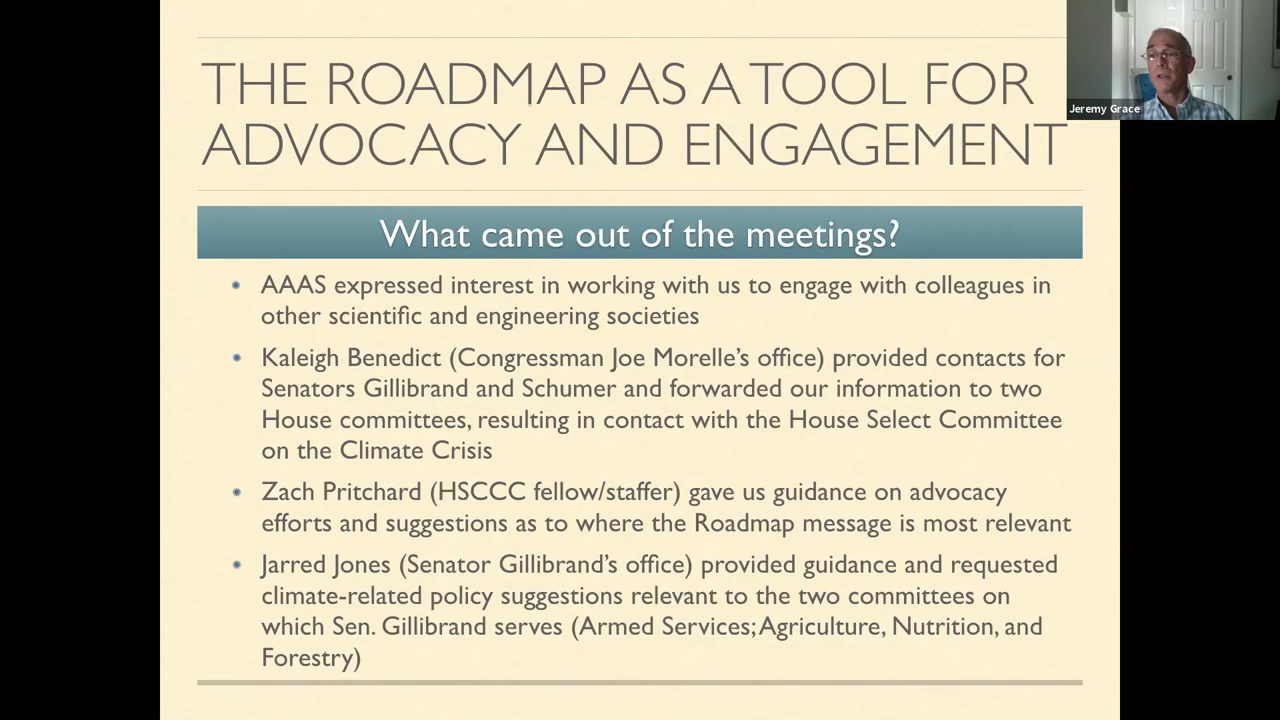 THE ROADMAP AS A TOOL FOR
ADVOCACY AND ENGAGEMENT
Jeremy Grace
What came out of the meetings?
AAAS expressed interest in working with us to engage with colleagues in
other scientific and engineering societies
Kaleigh Benedict (Congressman Joe Morelle's office) provided contacts for
Senators Gillibrand and Schumer and forwarded our information to two
House committees, resulting in contact with the House Select Committee
on the Climate Crisis
Zach Pritchard (HSCCC fellow/staffer) gave us guidance on advocacy
efforts and suggestions as to where the Roadmap message is most relevant
Jarred Jones (Senator Gillibrand's office) provided guidance and requested
climate-related policy suggestions relevant to the two committees on
which Sen. Gillibrand serves (Armed Services; Agriculture, Nutrition, and
Forestry)